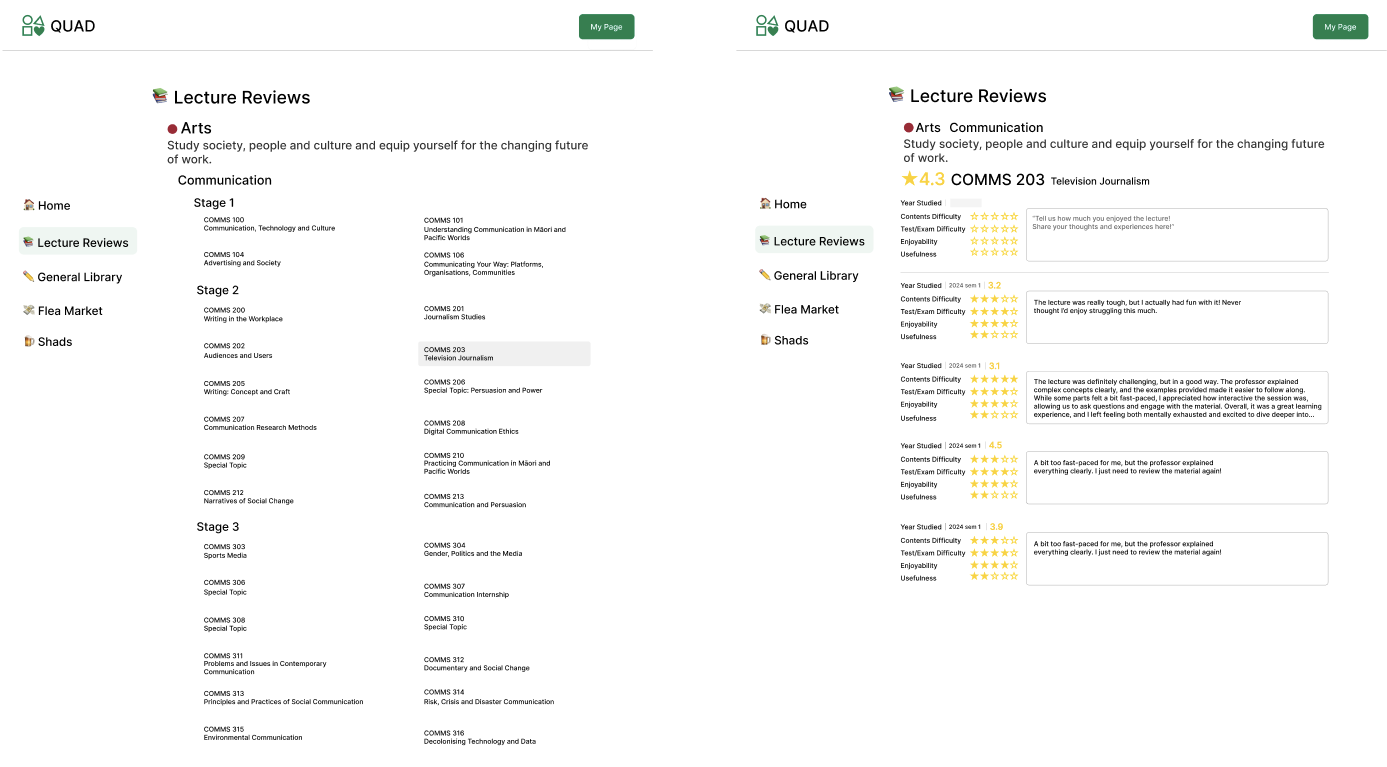 QUAD
My Page
Lecture Reviews
Arts
Study society, people and culture and equip yourself for the changing future
of work.
Communication
Home
Lecture Reviews
General Library
Flea Market
Shads
Stage 1
COMMS 100
Communication, Technology and Culture
COMMS 101
Understanding Communication in Māori and
Pacific Worlds
COMMS 104
Advertising and Society
COMMS 106
Communicating Your Way: Platforms,
Organisations, Communities
Stage 2
COMMS 200
Writing in the Workplace
COMMS 201
Journalism Studies
COMMS 202
Audiences and Users
COMMS 203
Television Journalism
COMMS 205
Writing: Concept and Craft
COMMS 206
Special Topic: Persuasion and Power
COMMS 207
Communication Research Methods
COMMS 208
Digital Communication Ethics
COMMS 209
Special Topic
COMMS 210
Practicing Communication in Māori and
Pacific Worlds
COMMS 212
Narratives of Social Change
COMMS 213
Communication and Persuasion
Stage 3
COMMS 303
Sports Media
COMMS 304
Gender, Politics and the Media
COMMS 306
Special Topic
COMMS 307
Communication Internship
COMMS 308
Special Topic
COMMS 310
Special Topic
COMMS 311
Problems and Issues in Contemporary
Communication
COMMS 312
Documentary and Social Change
COMMS 313
Principles and Practices of Social Communication
COMMS 314
Risk, Crisis and Disaster Communication
COMMS 315
Environmental Communication
COMMS 316
Decolonising Technology and Data
QUAD
My Page
Lecture Reviews
Arts Communication
Study society, people and culture and equip yourself for the changing future
of work.
★4.3 COMMS 203 Television Journalism
Home
Lecture Reviews
General Library
Flea Market
Shads
Year Studied
Contents Difficulty
Test/Exam Difficulty
Enjoyability
Usefulness
"Tell us how much you enjoyed the lecture!
Share your thoughts and experiences here!"
Year Studied | 2024 sem 1 | 3.2
Contents Difficulty
Test/Exam Difficulty
Enjoyability
Usefulness
The lecture was really tough, but I actually had fun with it! Never
thought I'd enjoy struggling this much.
Year Studied | 2024 sem 1 | 3.1
Contents Difficulty
Test/Exam Difficulty
Enjoyability
Usefulness
The lecture was definitely challenging, but in a good way. The professor explained
complex concepts clearly, and the examples provided made it easier to follow along.
While some parts felt a bit fast-paced, I appreciated how interactive the session was,
allowing us to ask questions and engage with the material. Overall, it was a great learning
experience, and I left feeling both mentally exhausted and excited to dive deeper into...
Year Studied | 2024 sem 1 | 4.5
Contents Difficulty
Test/Exam Difficulty
Enjoyability
Usefulness
A bit too fast-paced for me, but the professor explained
everything clearly. I just need to review the material again!
Year Studied | 2024 sem 1 | 3.9
Contents Difficulty
Test/Exam Difficulty
Enjoyability
Usefulness
A bit too fast-paced for me, but the professor explained
everything clearly. I just need to review the material again!